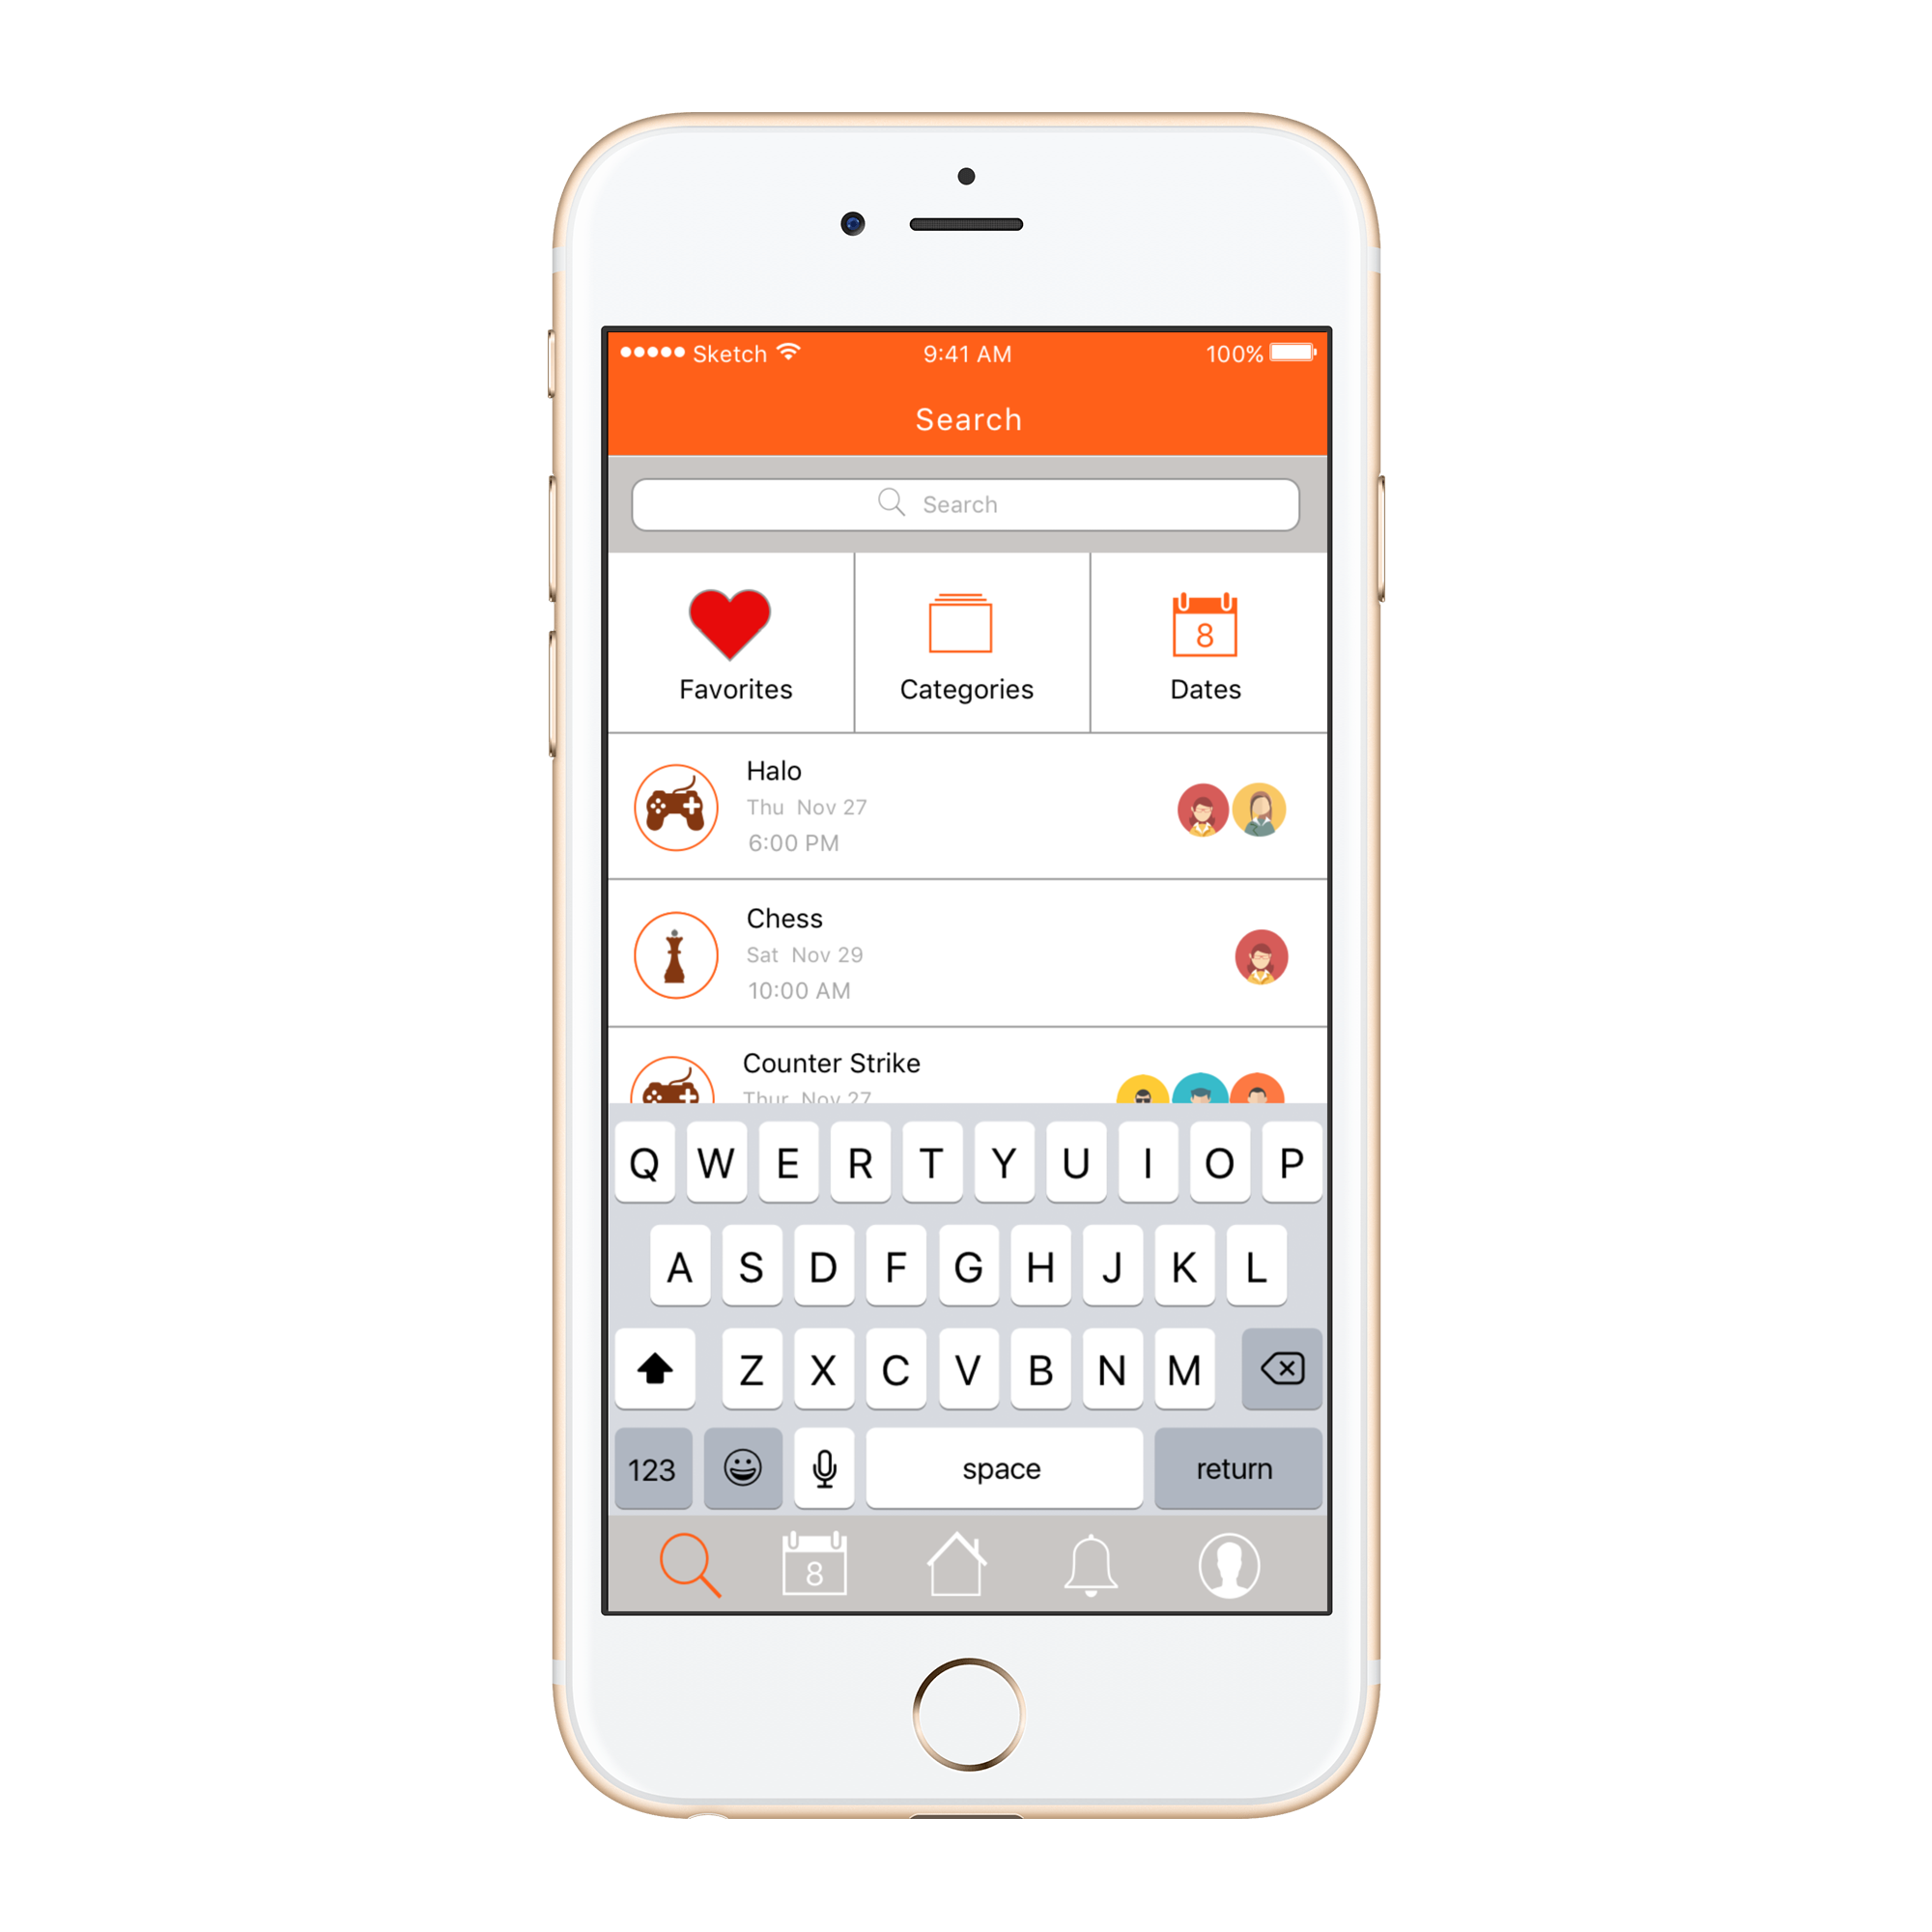 Sketch 9:41 AM 100%
Search
Search
8
Favorites Categories Dates
Halo
Thu Nov 27
6:00 PM
Chess
Sat Nov 29
10:00 AM
Counter Strike
Thur Nov 27
Q W E R T Y U I O P
A S D F G H J K L
Z X C V B N M
123 space return
8